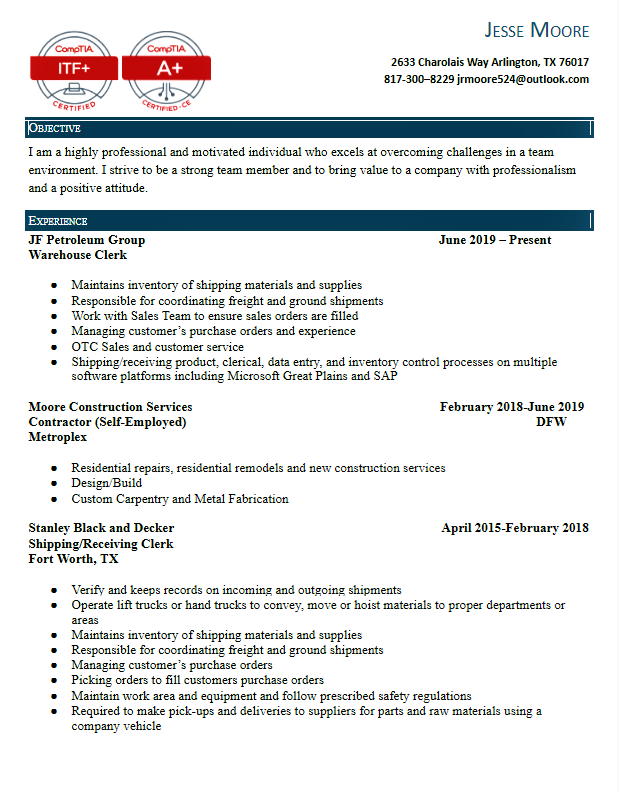 JESSE MOORE
CompTIA
ITF+
CERTIFIED
CompTIA
A+
CERTIFIED-CE
2633 Charolais Way Arlington, TX 76017
817-300–8229 jrmoore524@outlook.com
OBJECTIVE
I am a highly professional and motivated individual who excels at overcoming challenges in a team
environment. I strive to be a strong team member and to bring value to a company with professionalism
and a positive attitude.
EXPERIENCE
JF Petroleum Group June 2019 – Present
Warehouse Clerk
● Maintains inventory of shipping materials and supplies
● Responsible for coordinating freight and ground shipments
● Work with Sales Team to ensure sales orders are filled
● Managing customer’s purchase orders and experience
● OTC Sales and customer service
● Shipping/receiving product, clerical, data entry, and inventory control processes on multiple
software platforms including Microsoft Great Plains and SAP
Moore Construction Services February 2018-June 2019
Contractor (Self-Employed) DFW
Metroplex
● Residential repairs, residential remodels and new construction services
● Design/Build
● Custom Carpentry and Metal Fabrication
Stanley Black and Decker April 2015-February 2018
Shipping/Receiving Clerk
Fort Worth, TX
● Verify and keeps records on incoming and outgoing shipments
● Operate lift trucks or hand trucks to convey, move or hoist materials to proper departments or
areas
● Maintains inventory of shipping materials and supplies
● Responsible for coordinating freight and ground shipments
● Managing customer’s purchase orders
● Picking orders to fill customers purchase orders
● Maintain work area and equipment and follow prescribed safety regulations
● Required to make pick-ups and deliveries to suppliers for parts and raw materials using a
company vehicle